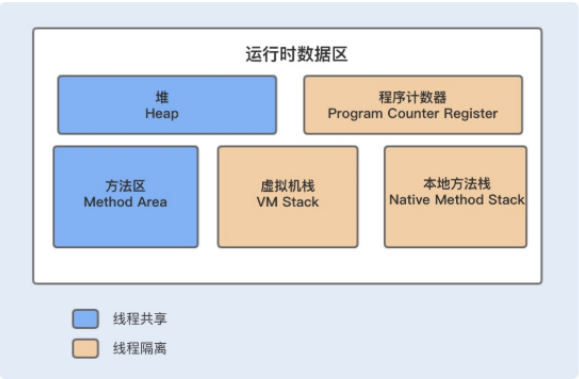 运行时数据区
堆
Heap
程序计数器
Program Counter Register
方法区
Method Area
虚拟机栈
VM Stack
本地方法栈
Native Method Stack
线程共享
线程隔离